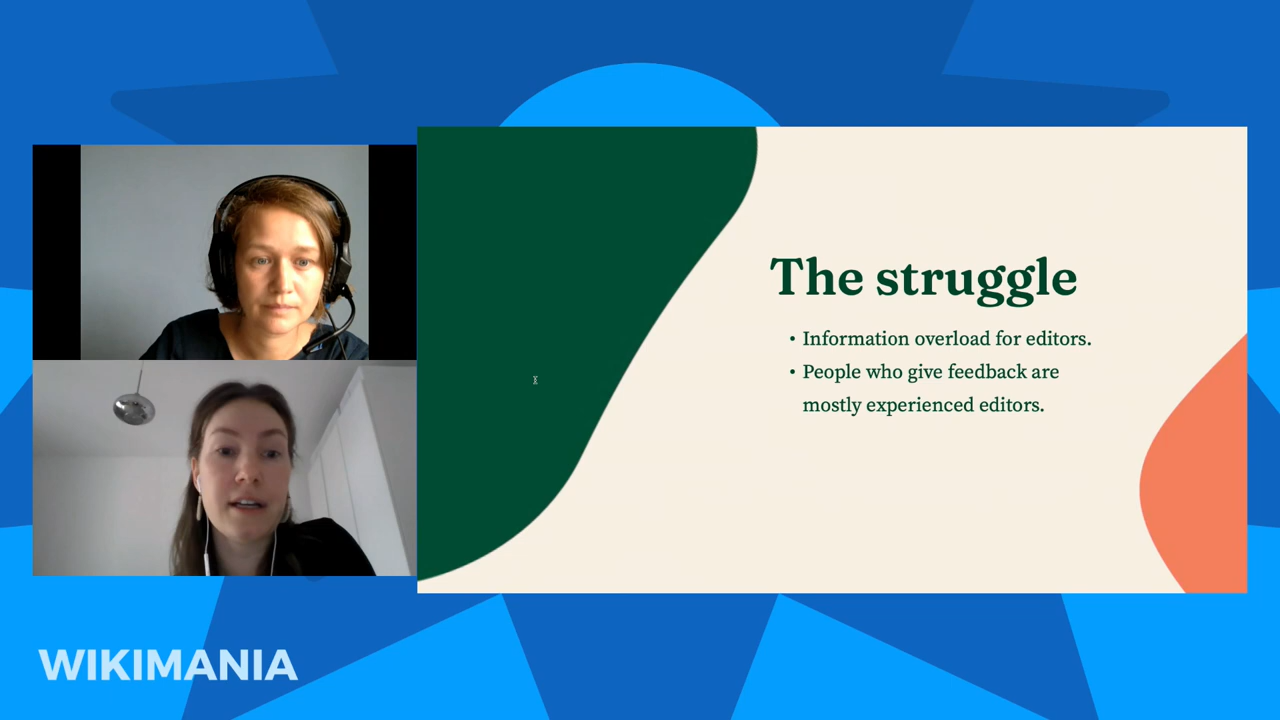 The struggle
• Information overload for editors.
• People who give feedback are
mostly experienced editors.
WIKIMANIA